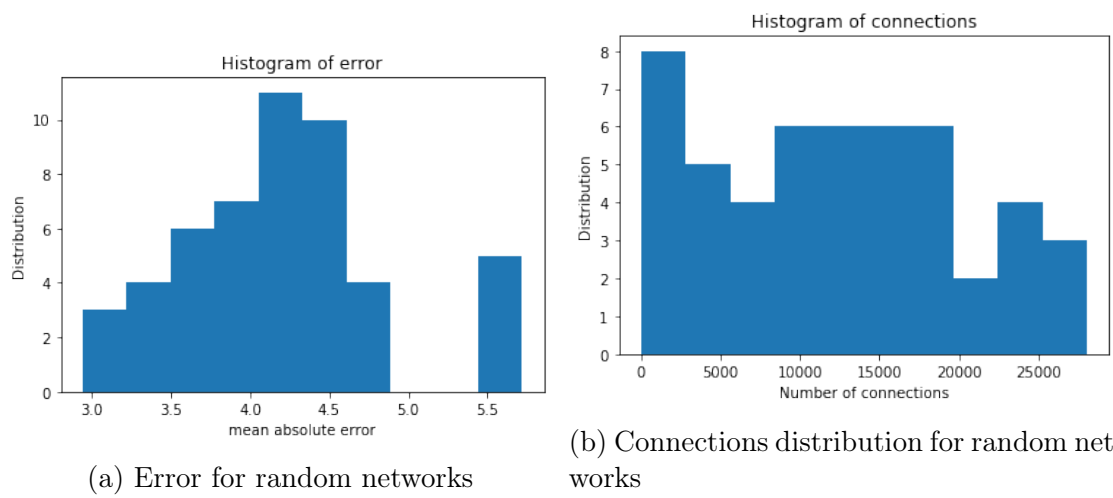 Histogram of error
10
8
6
4
2
0
Distribution
3.0 3.5 4.0 4.5 5.0 5.5
mean absolute error
(a) Error for random networks
Histogram of connections
8
7
6
5
4
3
2
1
0
Distribution
0 5000 10000 15000 20000 25000
Number of connections
(b) Connections distribution for random net
works